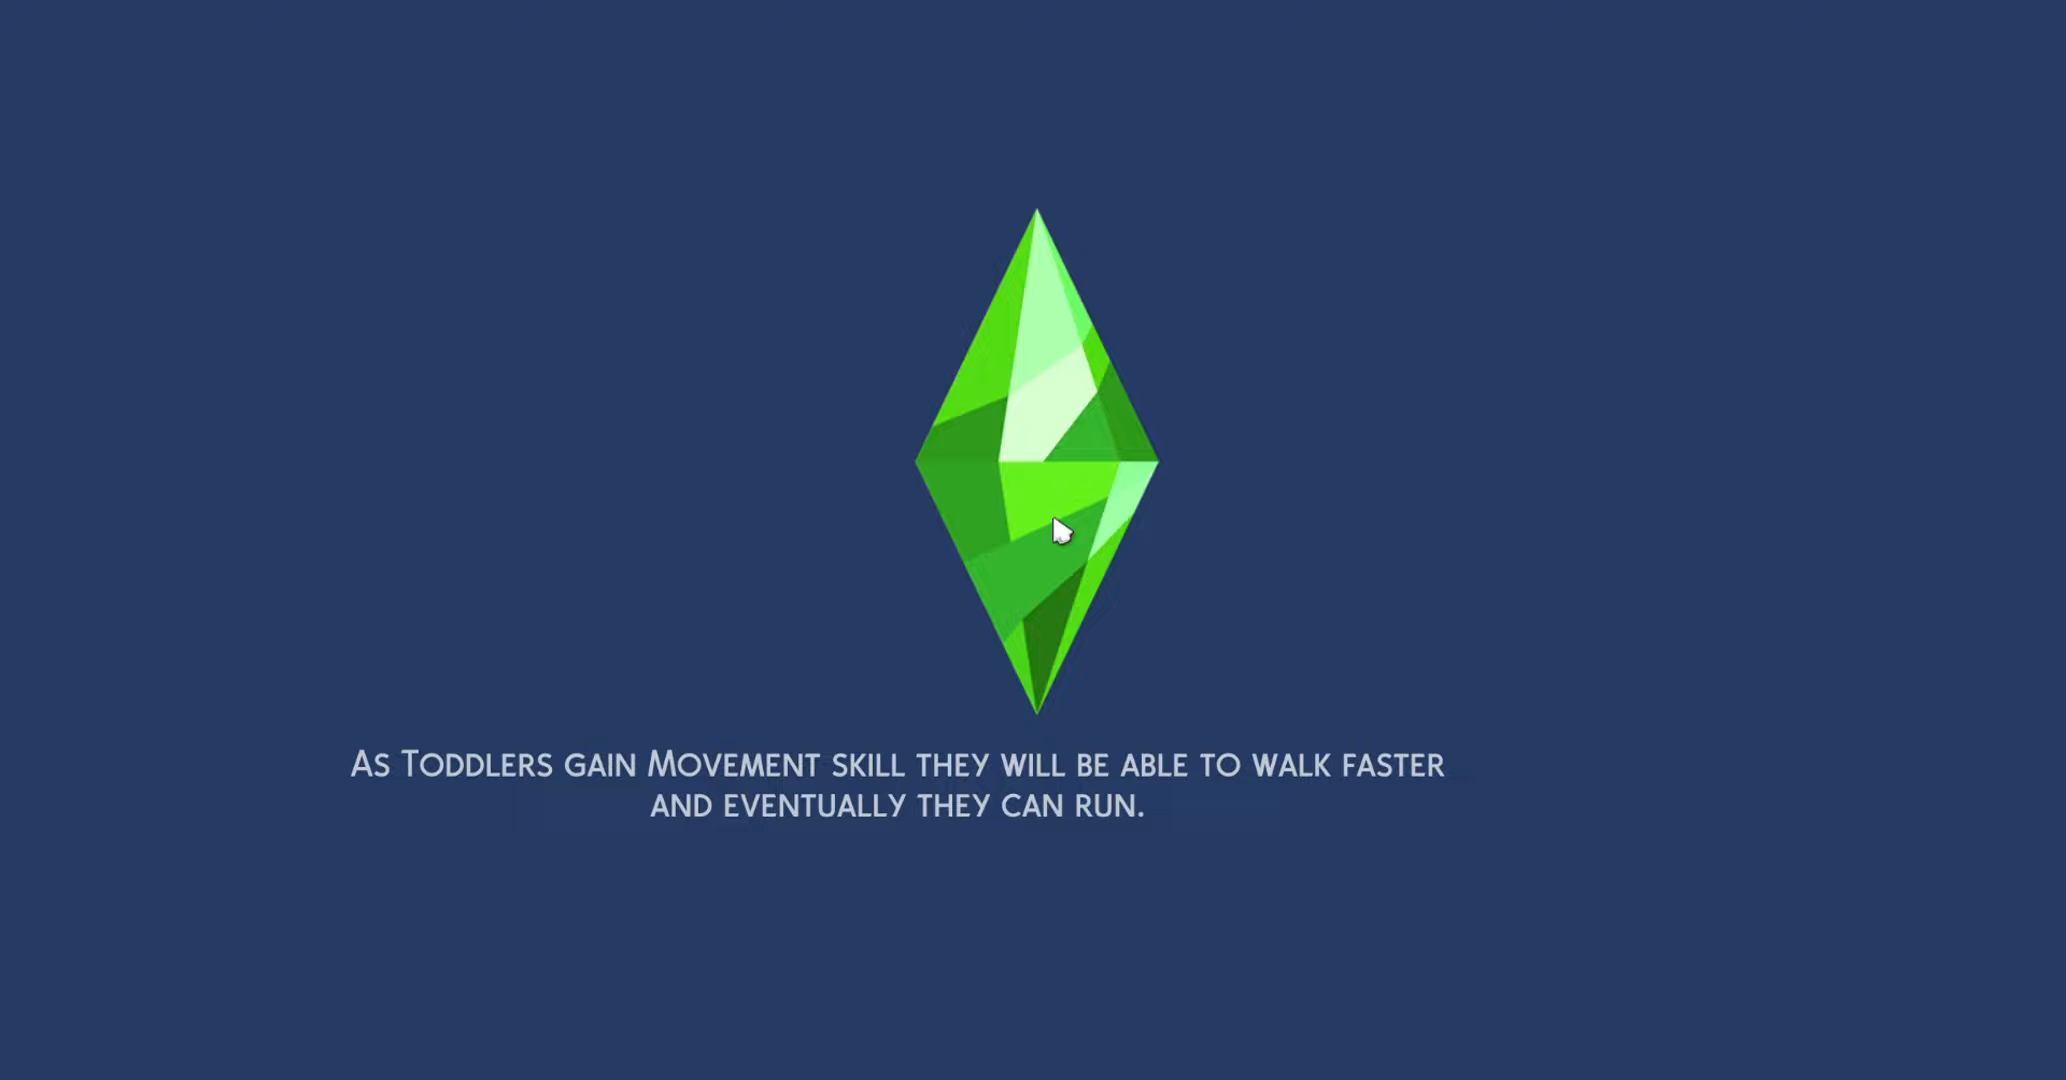 As Toddlers gain Movement skill they will be able to walk faster
and eventually they can run.